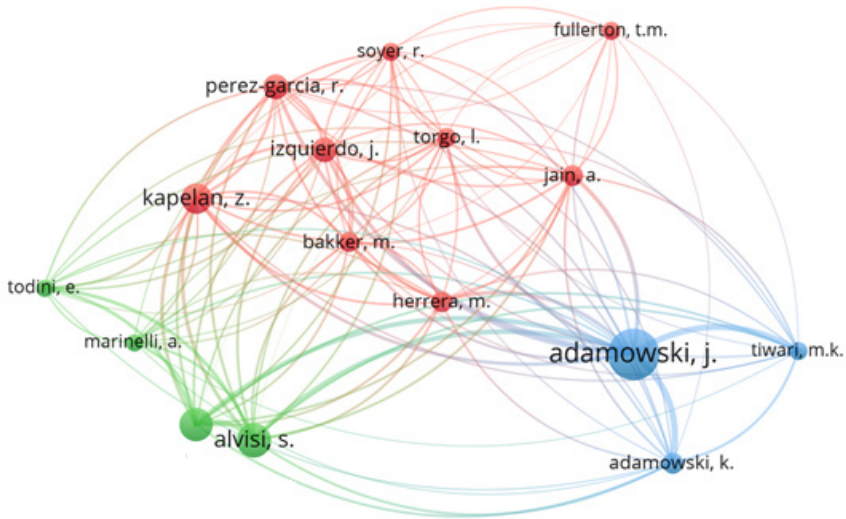 fullerton, t.m.
soyer, r.
perez-garcia, r.
torgo, l.
izquierdo, j.
jain, a.
kapelan, z.
bakker, m.
todini, e.
herrera, m.
marinelli, a.
adamowski, j.
tiwari, m.k.
alvisi, s.
adamowski, k.